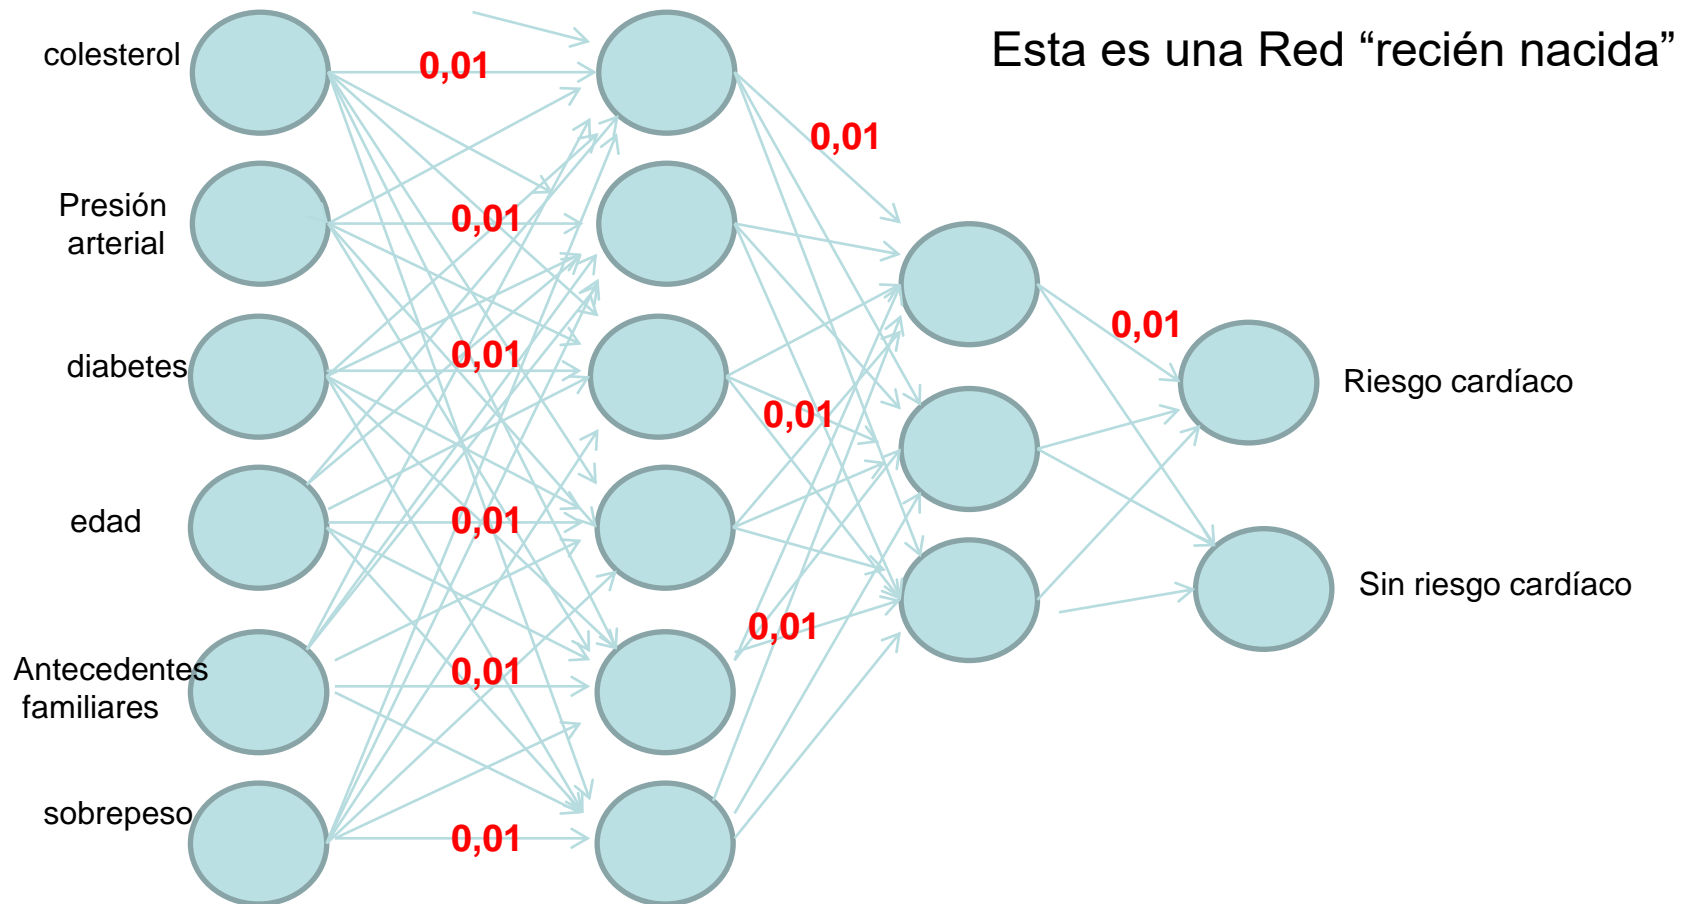 Esta es una Red “recién nacida”
colesterol
0,01
0,01
Presión
arterial
0,01
diabetes
0,01
0,01
Riesgo cardíaco
0,01
edad
0,01
Sin riesgo cardíaco
0,01
Antecedentes
familiares
0,01
sobrepeso
0,01